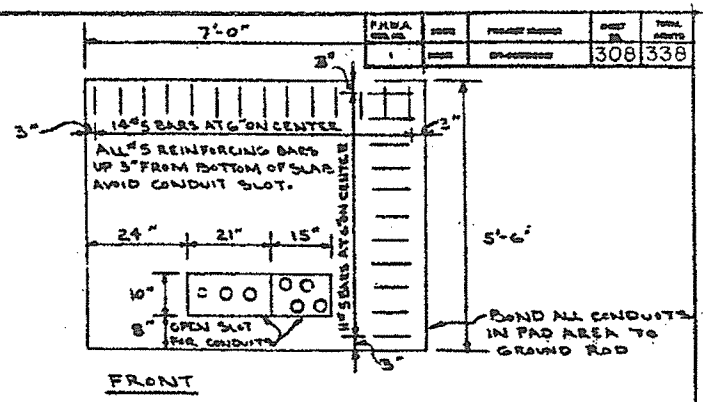 7'-0"
F.H.W.A.
TOTAL
1
308 338
3"
14 #5 BARS AT 6" ON CENTER
3"
3"
ALL #5 REINFORCING BARS
UP 3" FROM BOTTOM OF SLAB
AVOID CONDUIT SLOT.
11 #5 BARS AT 6" ON CENTER
24" 21" 15"
5'-6"
10"
8"
OPEN SLOT
FOR CONDUITS
BOND ALL CONDUITS
IN PAD AREA TO
GROUND ROD
3"
FRONT